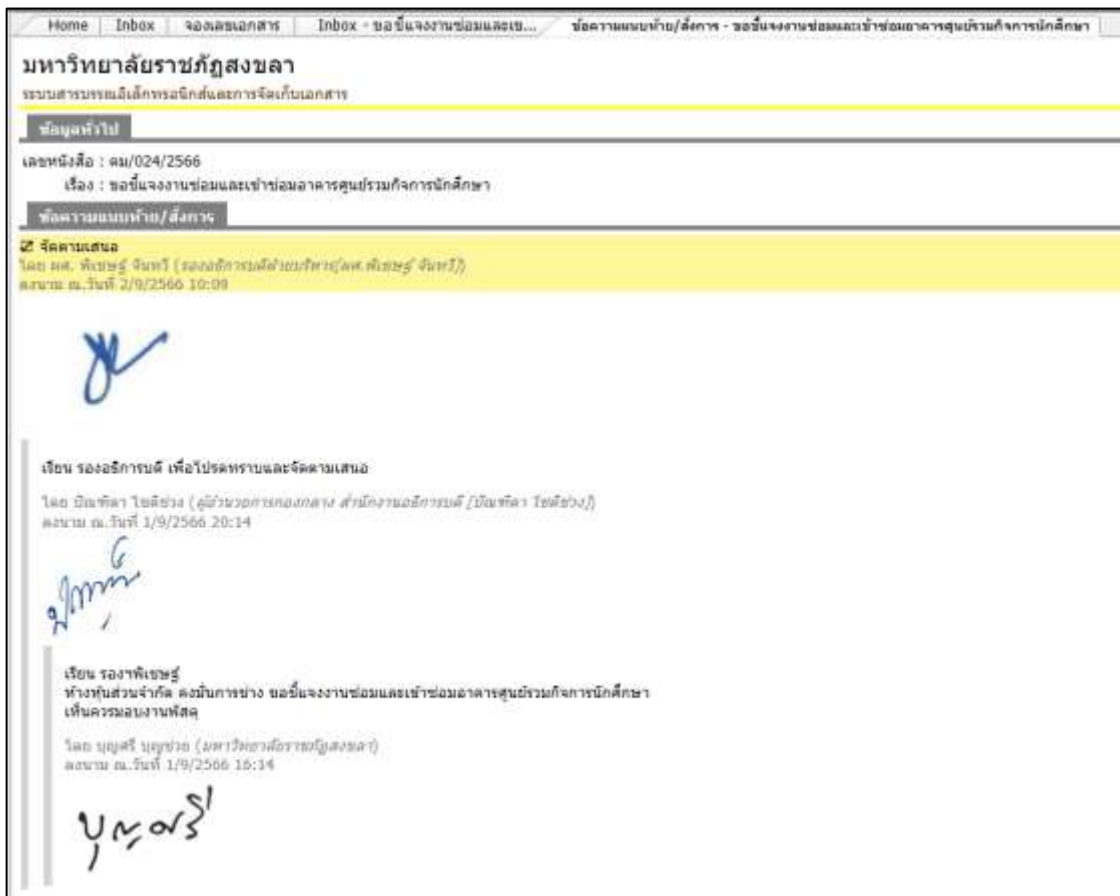 Home Inbox จองเลขเอกสาร Inbox - ขอชี้แจงงานซ่อมและเข... ข้อความแนบท้าย/สั่งการ - ขอชี้แจงงานซ่อมและเข้าซ่อมอาคารศูนย์รวมกิจการนักศึกษา
มหาวิทยาลัยราชภัฏสงขลา
ระบบสารบรรณอิเล็กทรอนิกส์และการจัดเก็บเอกสาร
ข้อมูลทั่วไป
เลขหนังสือ : คม/024/2566
เรื่อง : ขอชี้แจงงานซ่อมและเข้าซ่อมอาคารศูนย์รวมกิจการนักศึกษา
ข้อความแนบท้าย/สั่งการ
จัดตามเสนอ
โดย ผศ. พิเชษฐ์ จันทวี (รองอธิการบดีฝ่ายบริหาร[ผศ.พิเชษฐ์ จันทวี])
ลงนาม ณ.วันที่ 2/9/2566 10:09
เรียน รองอธิการบดี เพื่อโปรดทราบและจัดตามเสนอ
โดย ปัณฑิตา โชติช่วง (ผู้อำนวยการกองกลาง สำนักงานอธิการบดี [ปัณฑิตา โชติช่วง])
ลงนาม ณ.วันที่ 1/9/2566 20:14
เรียน รองฯพิเชษฐ์
ห้างหุ้นส่วนจำกัด คงมั่นการช่าง ขอชี้แจงงานซ่อมและเข้าซ่อมอาคารศูนย์รวมกิจการนักศึกษา
เห็นควรมอบงานพัสดุ
โดย บุญศรี บุญช่วย (มหาวิทยาลัยราชภัฏสงขลา)
ลงนาม ณ.วันที่ 1/9/2566 16:14
บุญศรี